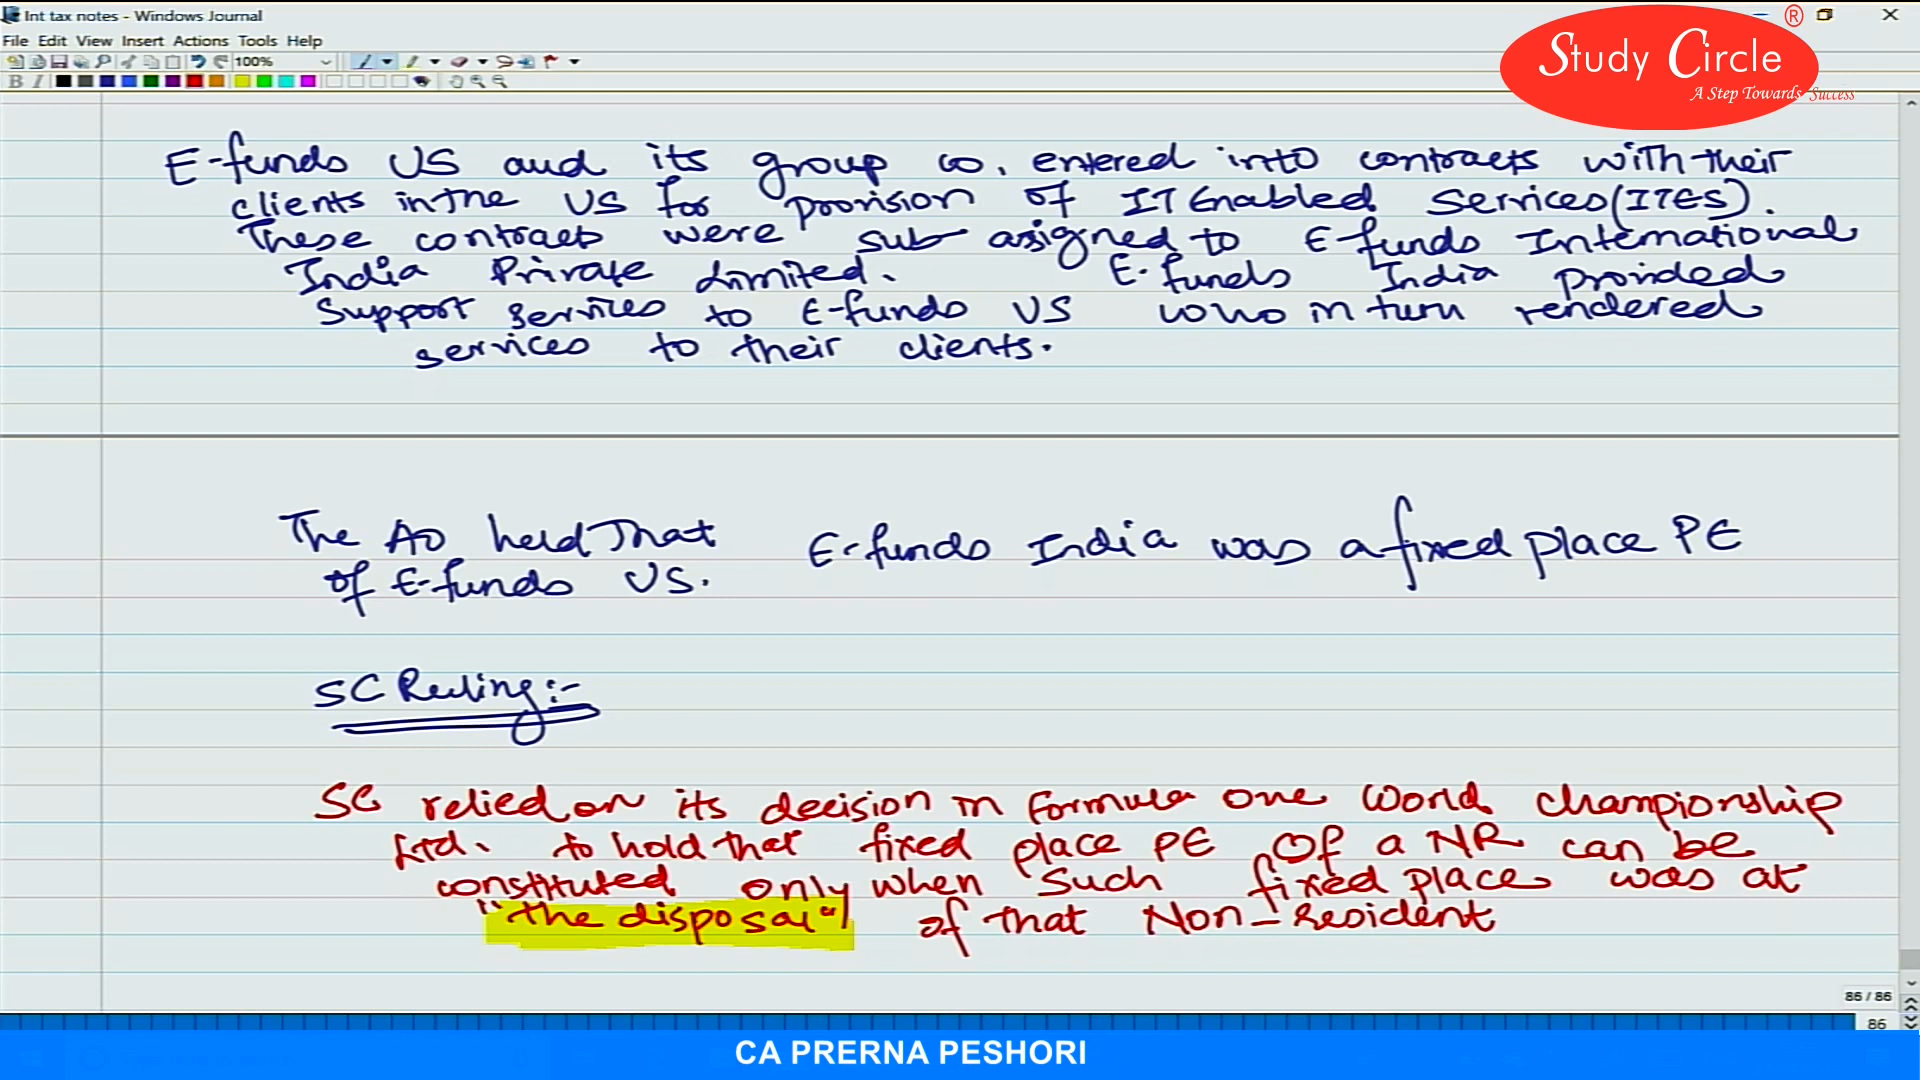 Int tax notes - Windows Journal
File Edit View Insert Actions Tools Help
100%
B I
®
Study Circle
A Step Towards Success
E-funds US and its group co. entered into contracts with their
clients in the US for provision of IT Enabled Services (ITES).
These contracts were sub-assigned to E-funds International
India Private Limited. E-funds India provided
Support services to E-funds US who in turn rendered
services to their clients.
The AO held that E-funds India was a fixed place PE
of E-funds US.
SC Ruling:-
SC relied on its decision in Formula One World Championship
Ltd. to hold that fixed place PE of a NR can be
constituted only when such fixed place was at
"the disposal" of that Non-Resident
86 / 86
86
CA PRERNA PESHORI